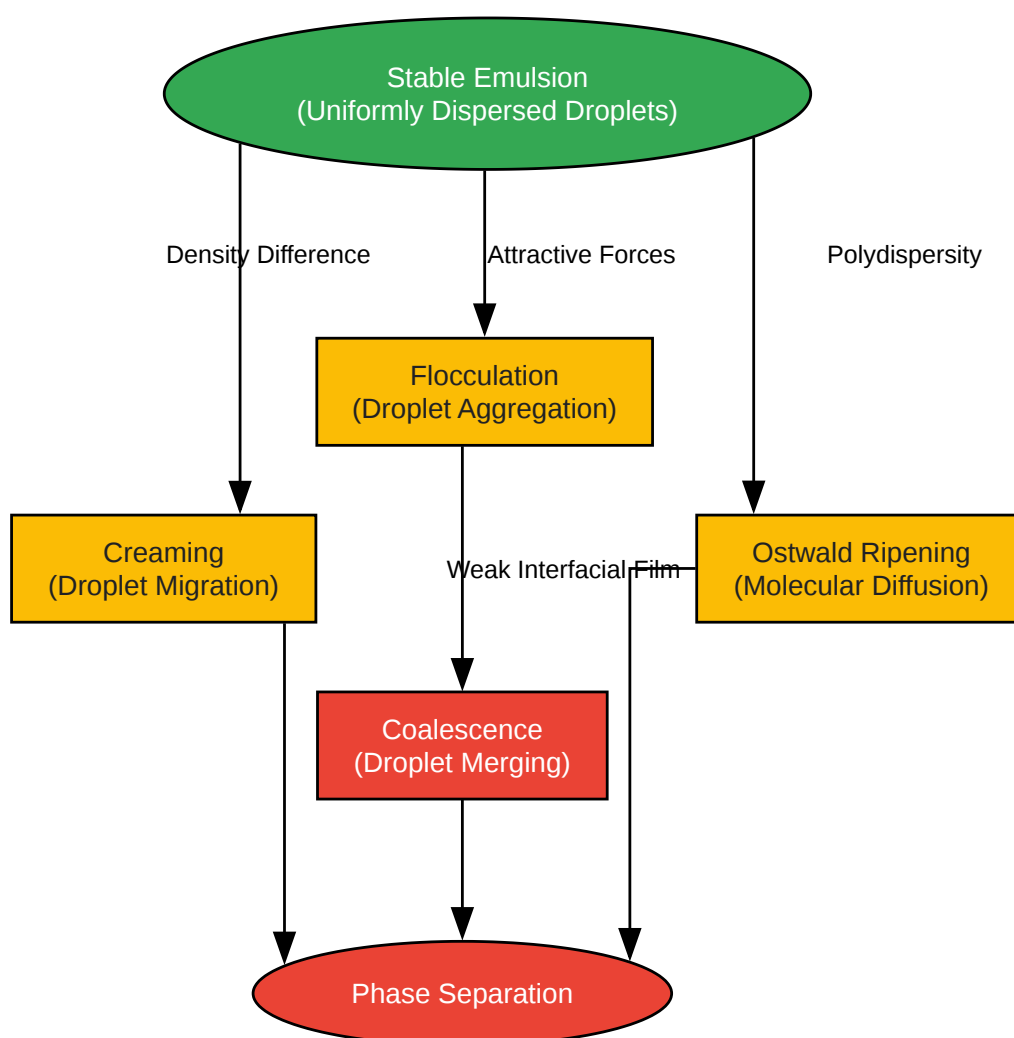 Stable Emulsion
(Uniformly Dispersed Droplets)
Density Difference
Attractive Forces
Polydispersity
Flocculation
(Droplet Aggregation)
Creaming
(Droplet Migration)
Weak Interfacial Film
Ostwald Ripening
(Molecular Diffusion)
Coalescence
(Droplet Merging)
Phase Separation